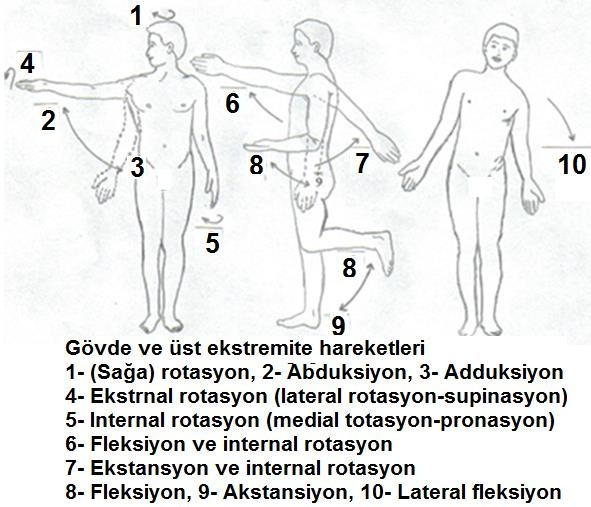 1
4
2
3
5
6
7
8
8
9
10
Gövde ve üst ekstremite hareketleri
1- (Sağa) rotasyon, 2- Abduksiyon, 3- Adduksiyon
4- Ekstrnal rotasyon (lateral rotasyon-supinasyon)
5- Internal rotasyon (medial totasyon-pronasyon)
6- Fleksiyon ve internal rotasyon
7- Ekstansyon ve internal rotasyon
8- Fleksiyon, 9- Akstansiyon, 10- Lateral fleksiyon